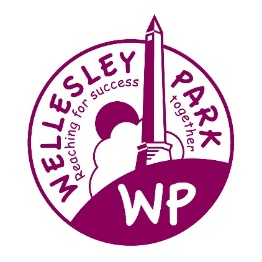 WELLESLEY PARK
Reaching for success together
WP